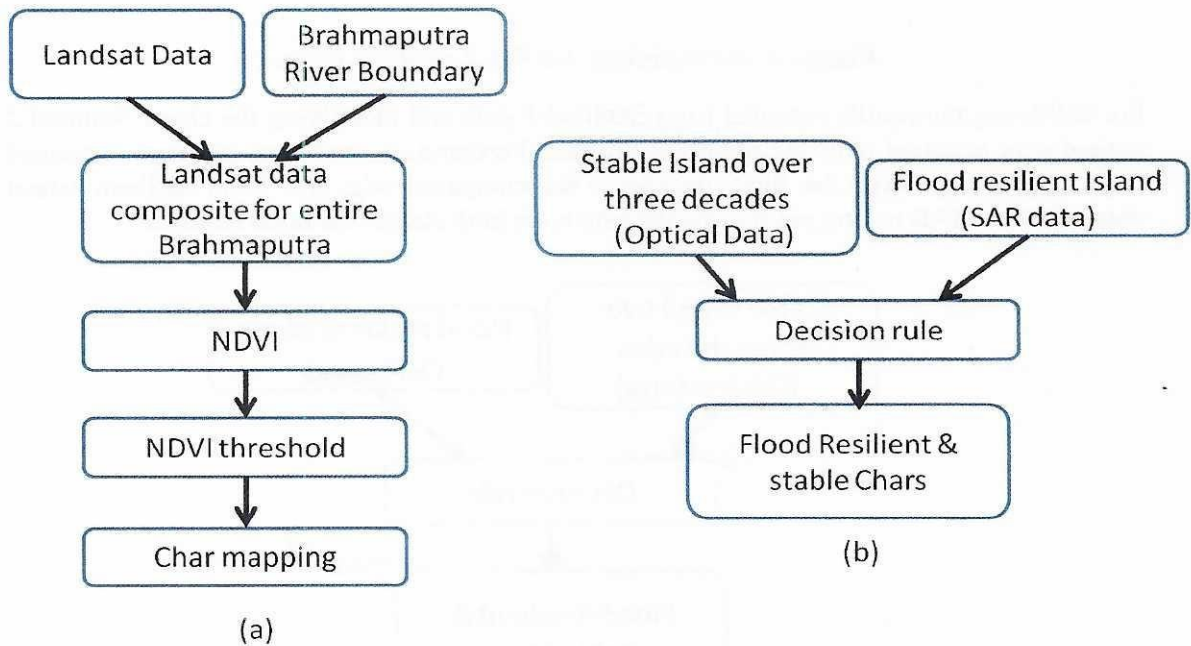 Landsat Data
Brahmaputra
River Boundary
Landsat data
composite for entire
Brahmaputra
NDVI
NDVI threshold
Char mapping
(a)
Stable Island over
three decades
(Optical Data)
Flood resilient Island
(SAR data)
Decision rule
Flood Resilient &
stable Chars
(b)